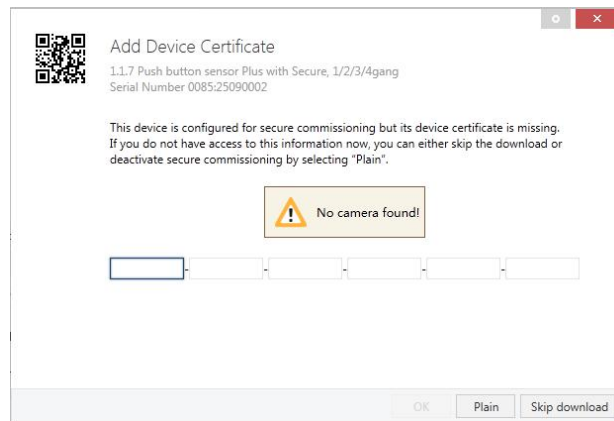 Add Device Certificate
1.1.7 Push button sensor Plus with Secure, 1/2/3/4gang
Serial Number 0085:25090002
This device is configured for secure commissioning but its device certificate is missing.
If you do not have access to this information now, you can either skip the download or
deactivate secure commissioning by selecting "Plain".
No camera found!
- - - - -
OK Plain Skip download